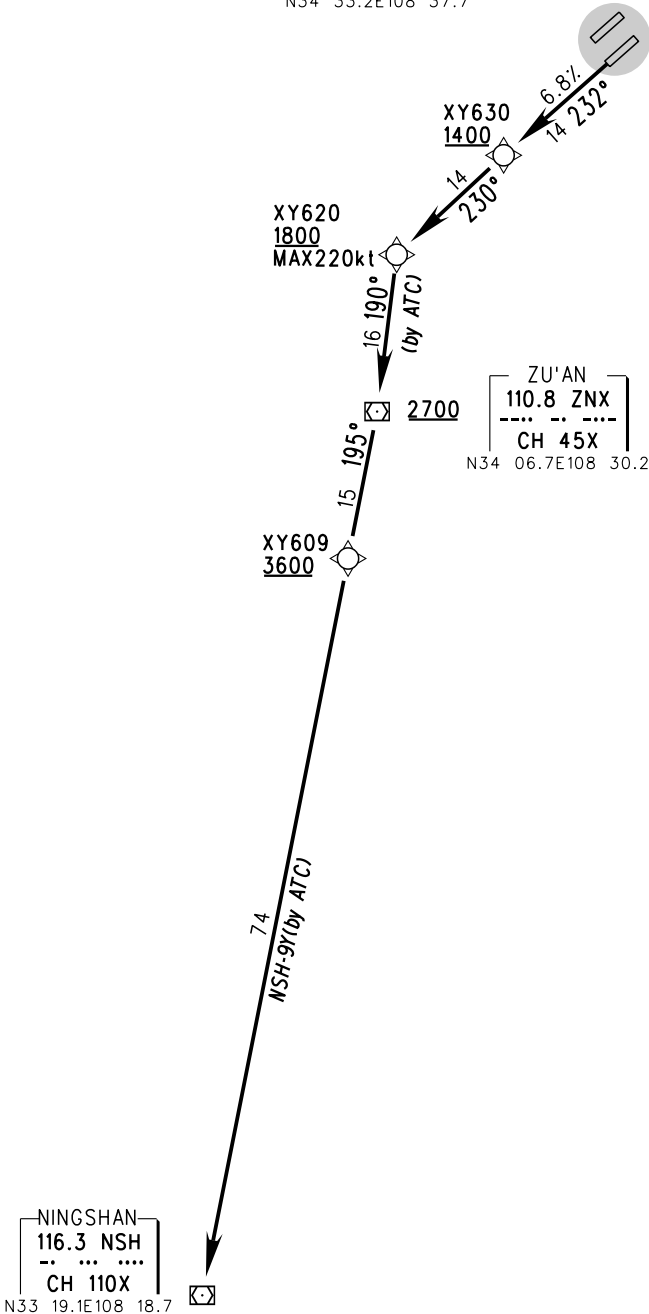 N34 33.2E108 37.7
6.8%
14 232°
XY630
1400
14
230°
XY620
1800
MAX220kt
16 190°
(by ATC)
2700
ZU'AN
110.8 ZNX
--·· -· -··-
CH 45X
N34 06.7E108 30.2
15 195°
XY609
3600
74
NSH-9Y(by ATC)
NINGSHAN
116.3 NSH
-· ··· ····
CH 110X
N33 19.1E108 18.7